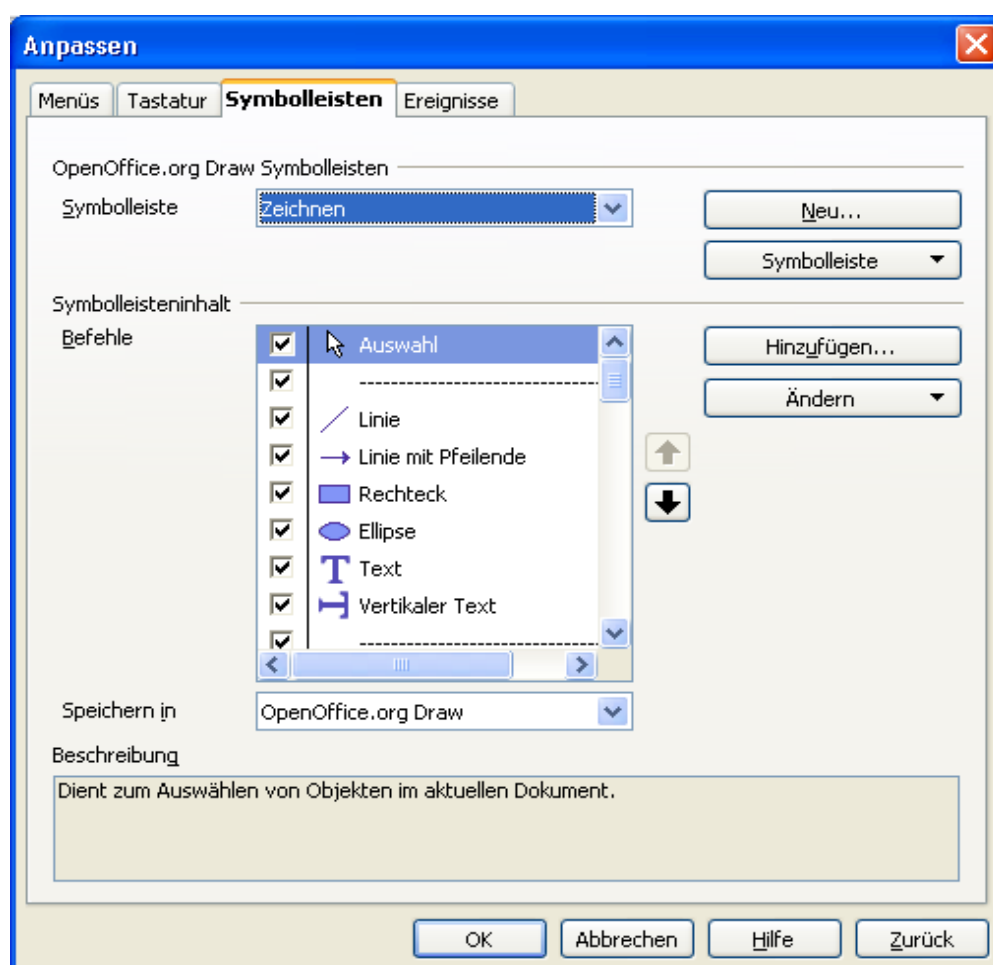 Anpassen
Menüs Tastatur Symbolleisten Ereignisse
OpenOffice.org Draw Symbolleisten
Symbolleiste Zeichnen Neu...
Symbolleiste
Symbolleisteninhalt
Befehle Auswahl Hinzufügen...
--------------------------------
Ändern
Linie
Linie mit Pfeilende
Rechteck
Ellipse
Text
Vertikaler Text
--------------------------------
Speichern in OpenOffice.org Draw
Beschreibung
Dient zum Auswählen von Objekten im aktuellen Dokument.
OK Abbrechen Hilfe Zurück